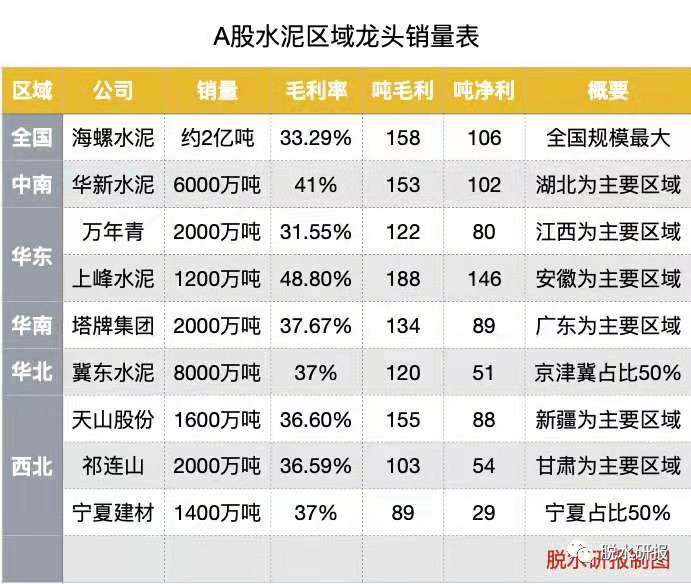 A股水泥区域龙头销量表
区域 公司 销量 毛利率 吨毛利 吨净利 概要
全国 海螺水泥 约2亿吨 33.29% 158 106 全国规模最大
中南 华新水泥 6000万吨 41% 153 102 湖北为主要区域
华东 万年青 2000万吨 31.55% 122 80 江西为主要区域
上峰水泥 1200万吨 48.80% 188 146 安徽为主要区域
华南 塔牌集团 2000万吨 37.67% 134 89 广东为主要区域
华北 冀东水泥 8000万吨 37% 120 51 京津冀占比50%
西北 天山股份 1600万吨 36.60% 155 88 新疆为主要区域
祁连山 2000万吨 36.59% 103 54 甘肃为主要区域
宁夏建材 1400万吨 37% 89 29 宁夏占比50%
脱水研报制图
脱水研报